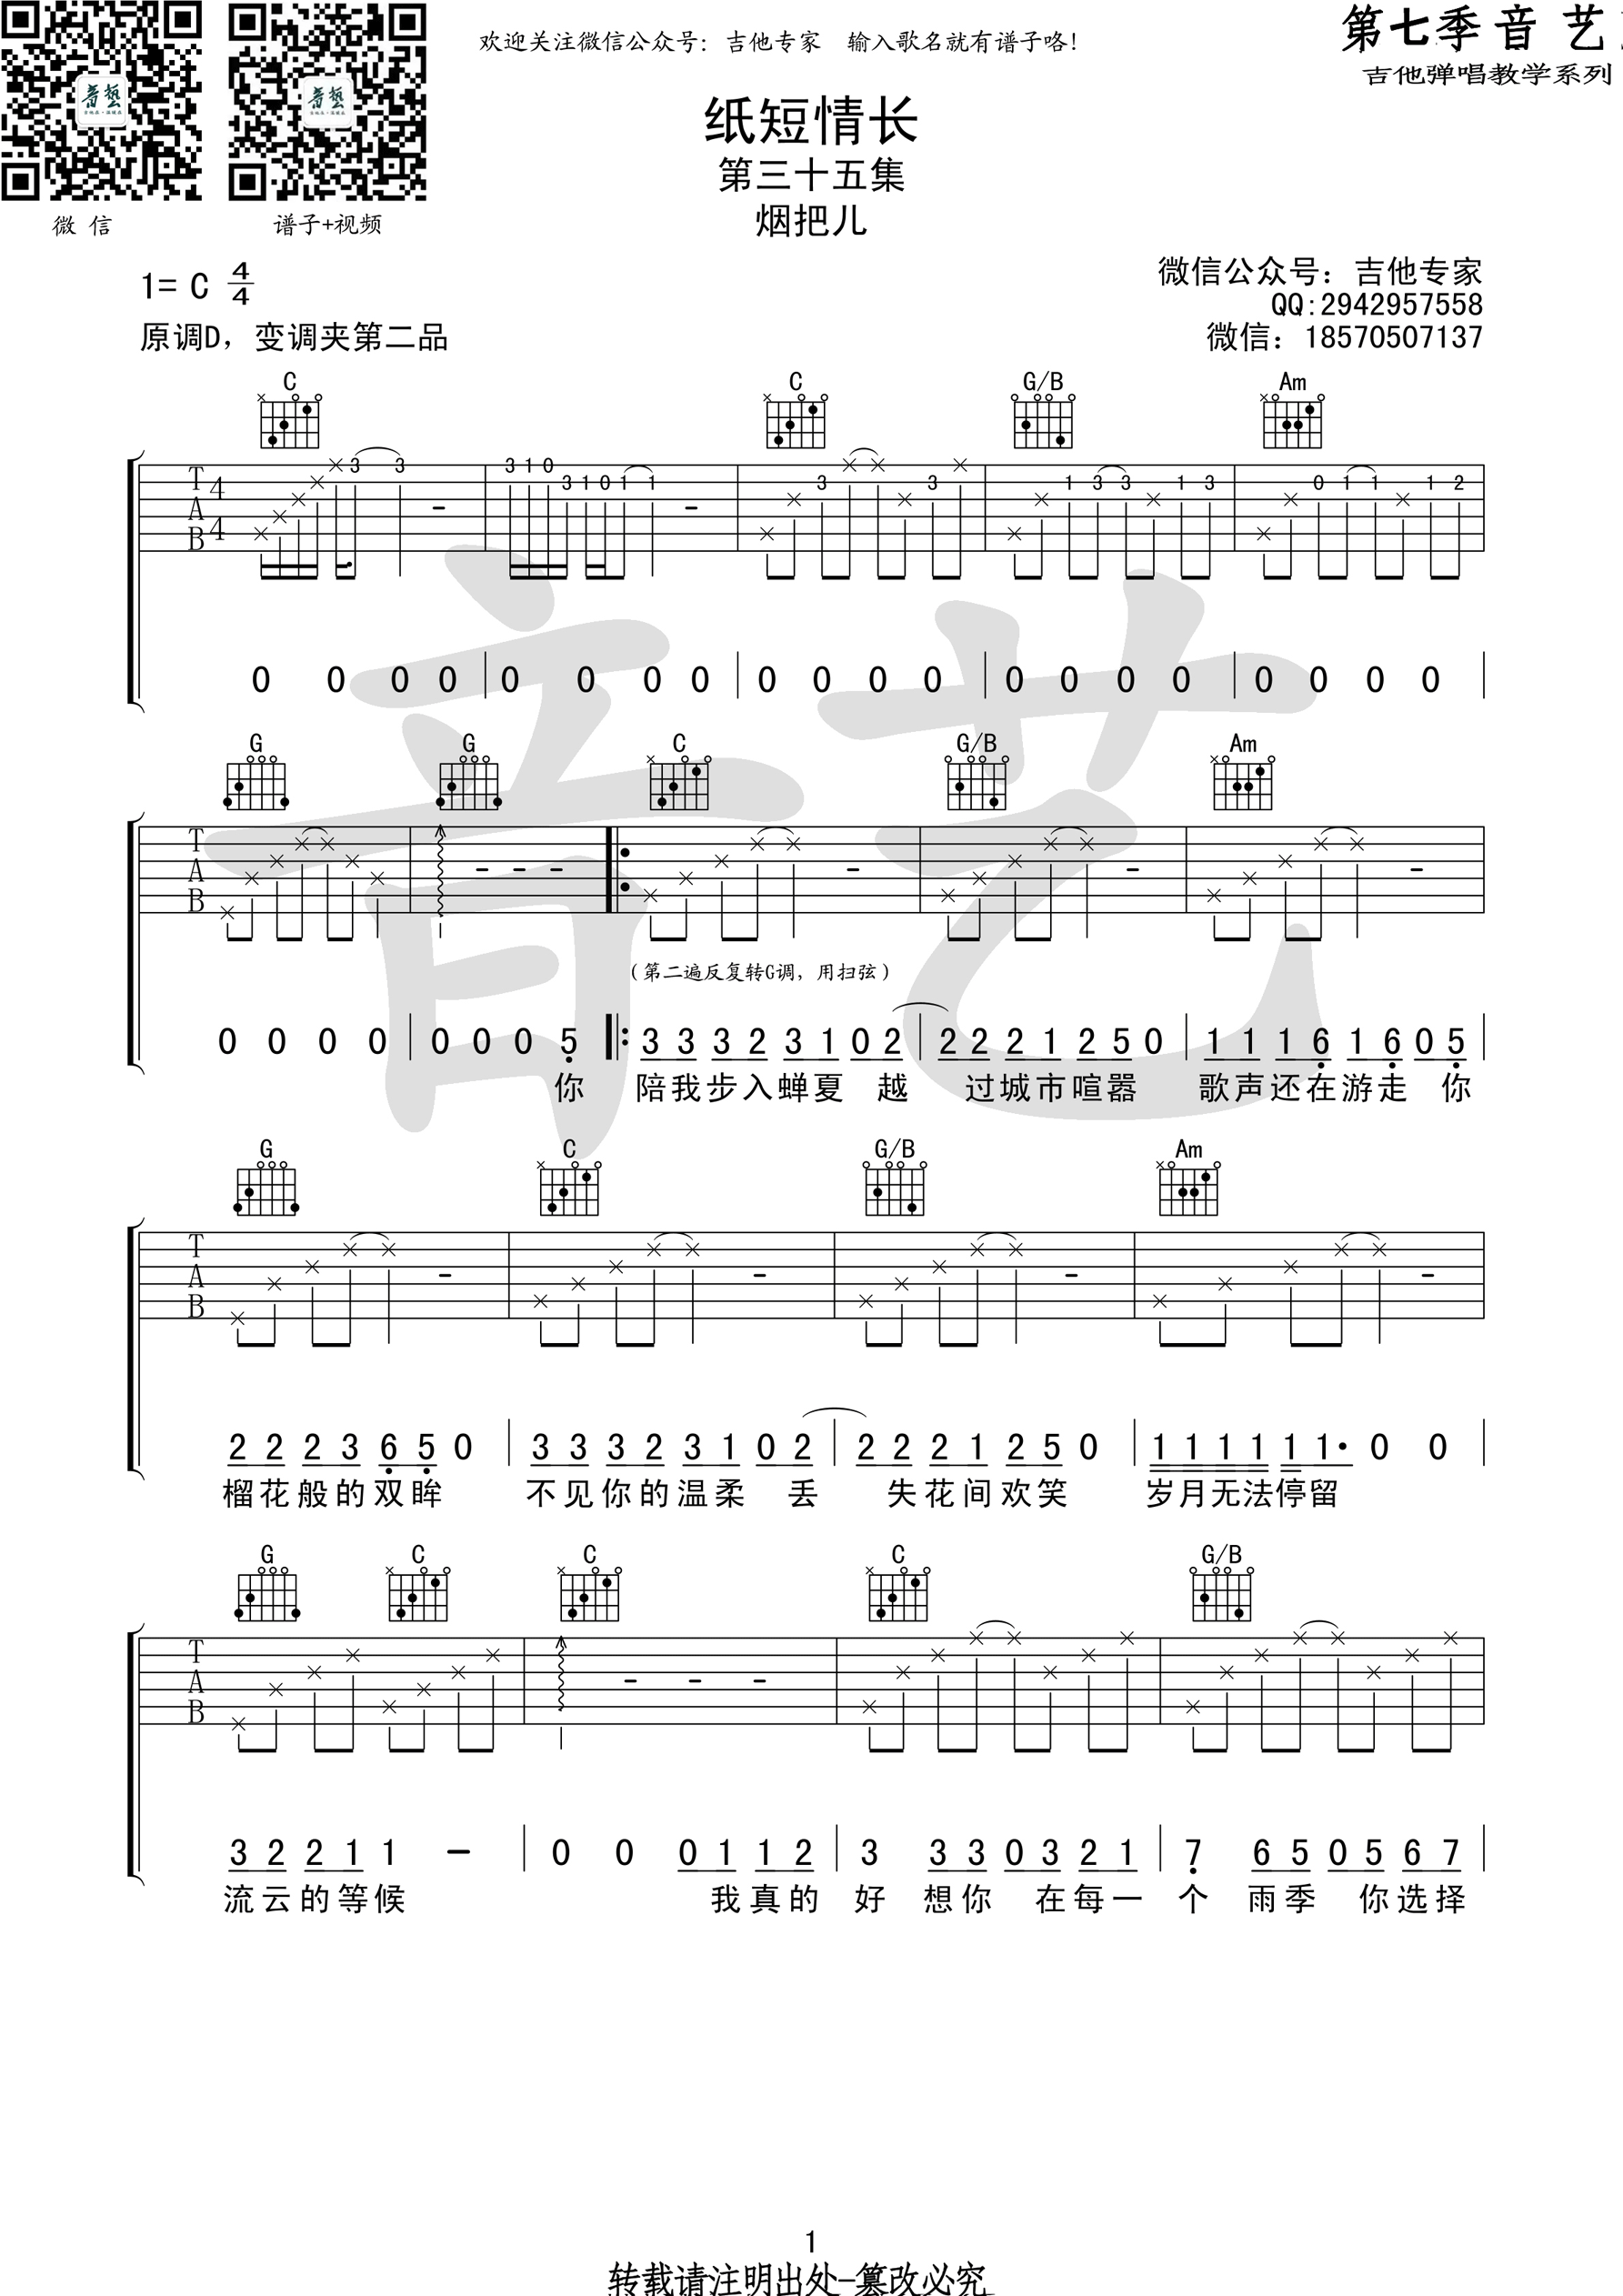 欢迎关注微信公众号：吉他专家 输入歌名就有谱子咯！
第七季音 艺
吉他弹唱教学系列
微 信
谱子+视频
纸短情长
第三十五集
烟把儿
1= C 4/4
原调D，变调夹第二品
微信公众号：吉他专家
QQ:2942957558
微信：18570507137
C C G/B Am
T A B 4/4
3 3 3 1 0 3 1 0 1 1 3 3 1 3 3 1 3 0 1 1 1 2
0 0 0 0 0 0 0 0 0 0 0 0 0 0 0 0 0 0 0 0
G G C G/B Am
T A B
(第二遍反复转G调，用扫弦)
0 0 0 0 0 0 0 5 3 3 3 2 3 1 0 2 2 2 2 1 2 5 0 1 1 1 6 1 6 0 5
你 陪我步入蝉夏 越 过城市喧嚣 歌声还在游走 你
G C G/B Am
T A B
2 2 2 3 6 5 0 3 3 3 2 3 1 0 2 2 2 2 1 2 5 0 1 1 1 1 1 1· 0 0
榴花般的双眸 不见你的温柔 丢 失花间欢笑 岁月无法停留
G C C C G/B
T A B
3 2 2 1 1 - 0 0 0 1 1 2 3 3 3 0 3 2 1 7 6 5 0 5 6 7
流云的等候 我真的 好 想你 在每一 个 雨季 你选择
1
转载请注明出处-篡改必究
音艺